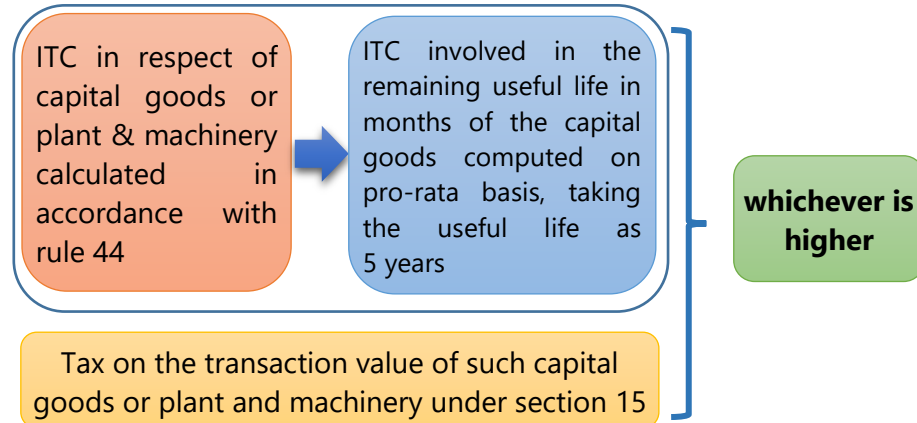 ITC in respect of
capital goods or
plant & machinery
calculated in
accordance with
rule 44
ITC involved in the
remaining useful life in
months of the capital
goods computed on
pro-rata basis, taking
the useful life as
5 years
whichever is
higher
Tax on the transaction value of such capital
goods or plant and machinery under section 15